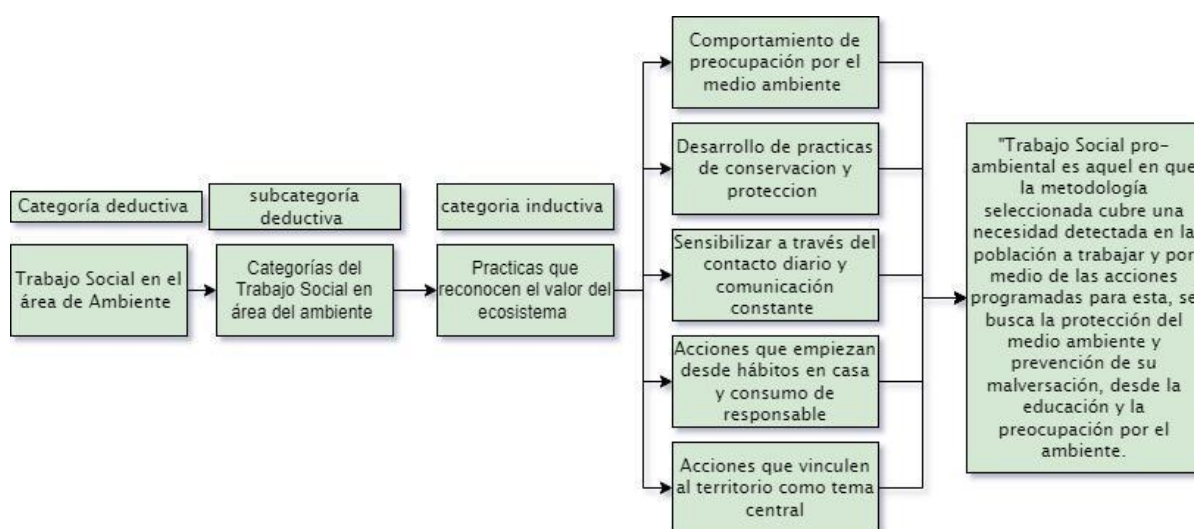 Categoría deductiva
subcategoría
deductiva
categoria inductiva
Trabajo Social en el
área de Ambiente
Categorías del
Trabajo Social en
área del ambiente
Practicas que
reconocen el valor del
ecosistema
Comportamiento de
preocupación por el
medio ambiente
Desarrollo de practicas
de conservacion y
proteccion
Sensibilizar a través del
contacto diario y
comunicación
constante
Acciones que empiezan
desde hábitos en casa
y consumo de
responsable
Acciones que vinculen
al territorio como tema
central
"Trabajo Social pro-
ambiental es aquel en que
la metodología
seleccionada cubre una
necesidad detectada en la
población a trabajar y por
medio de las acciones
programadas para esta, se
busca la protección del
medio ambiente y
prevención de su
malversación, desde la
educación y la
preocupación por el
ambiente.